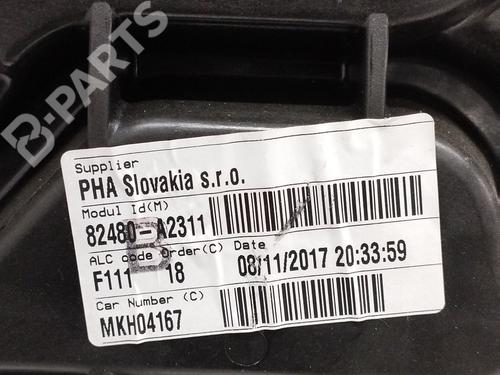 B-PARTS
Supplier
PHA Slovakia s.r.o.
Modul Id(M)
82480-A2311
B
ALC code Order(C) Date
F111 18 08/11/2017 20:33:59
Car Number (C)
MKH04167
B-PARTS